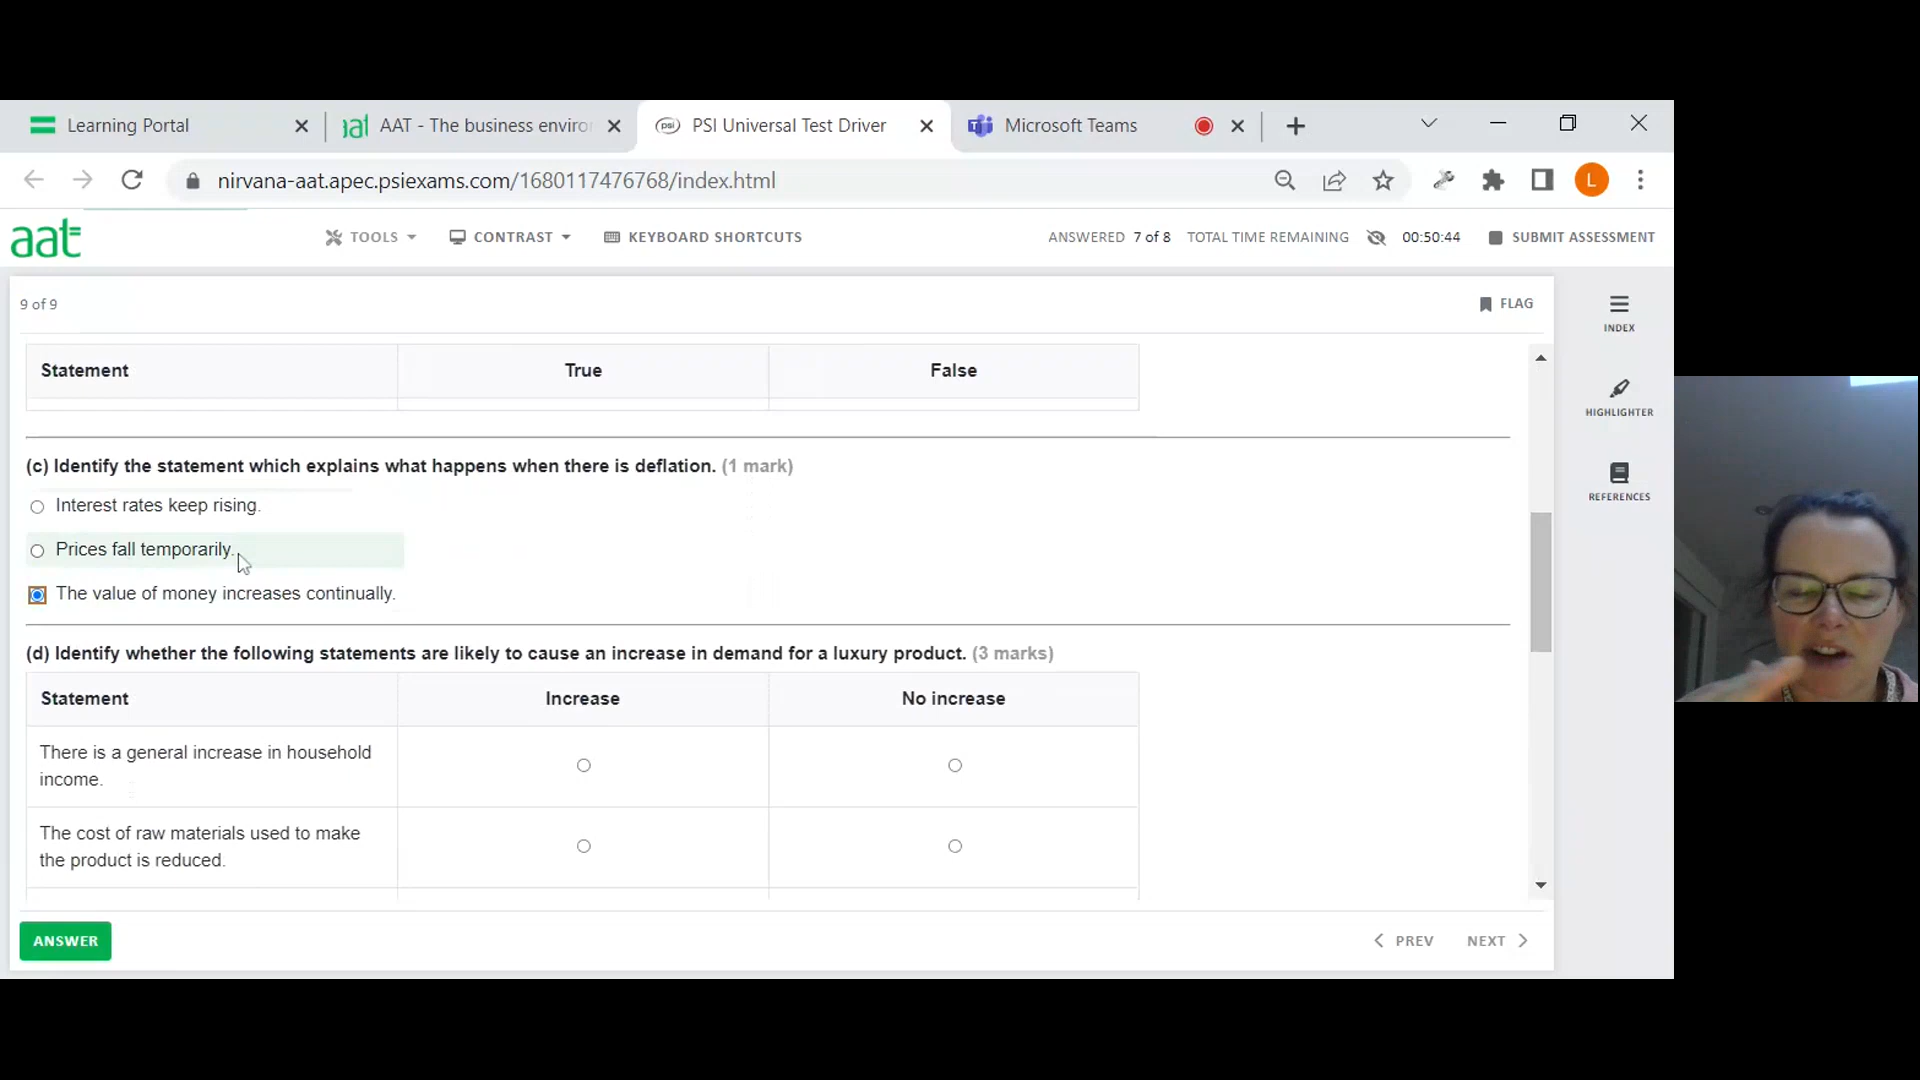 Learning Portal
aat AAT - The business enviro
psi PSI Universal Test Driver
Microsoft Teams
nirvana-aat.apec.psiexams.com/1680117476768/index.html
L
aat
TOOLS
CONTRAST
KEYBOARD SHORTCUTS
ANSWERED 7 of 8
TOTAL TIME REMAINING
00:50:44
SUBMIT ASSESSMENT
9 of 9
FLAG
INDEX
HIGHLIGHTER
REFERENCES
Statement True False
(c) Identify the statement which explains what happens when there is deflation. (1 mark)
Interest rates keep rising.
Prices fall temporarily.
The value of money increases continually.
(d) Identify whether the following statements are likely to cause an increase in demand for a luxury product. (3 marks)
Statement Increase No increase
There is a general increase in household
income.
The cost of raw materials used to make
the product is reduced.
ANSWER
PREV
NEXT